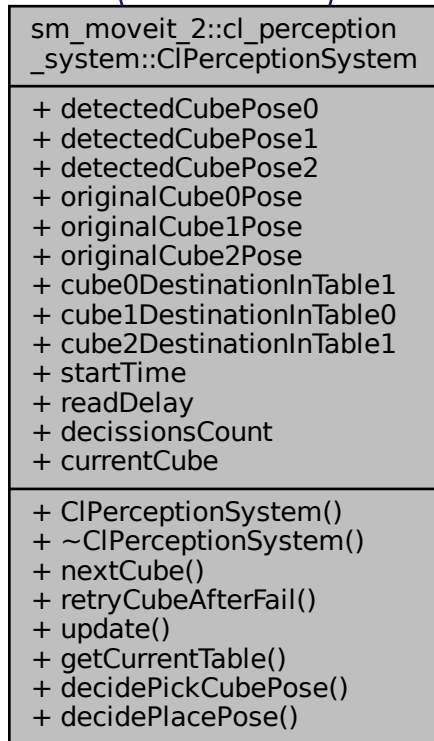 sm_moveit_2::cl_perception
_system::ClPerceptionSystem
+ detectedCubePose0
+ detectedCubePose1
+ detectedCubePose2
+ originalCube0Pose
+ originalCube1Pose
+ originalCube2Pose
+ cube0DestinationInTable1
+ cube1DestinationInTable0
+ cube2DestinationInTable1
+ startTime
+ readDelay
+ decissionsCount
+ currentCube
+ ClPerceptionSystem()
+ ~ClPerceptionSystem()
+ nextCube()
+ retryCubeAfterFail()
+ update()
+ getCurrentTable()
+ decidePickCubePose()
+ decidePlacePose()